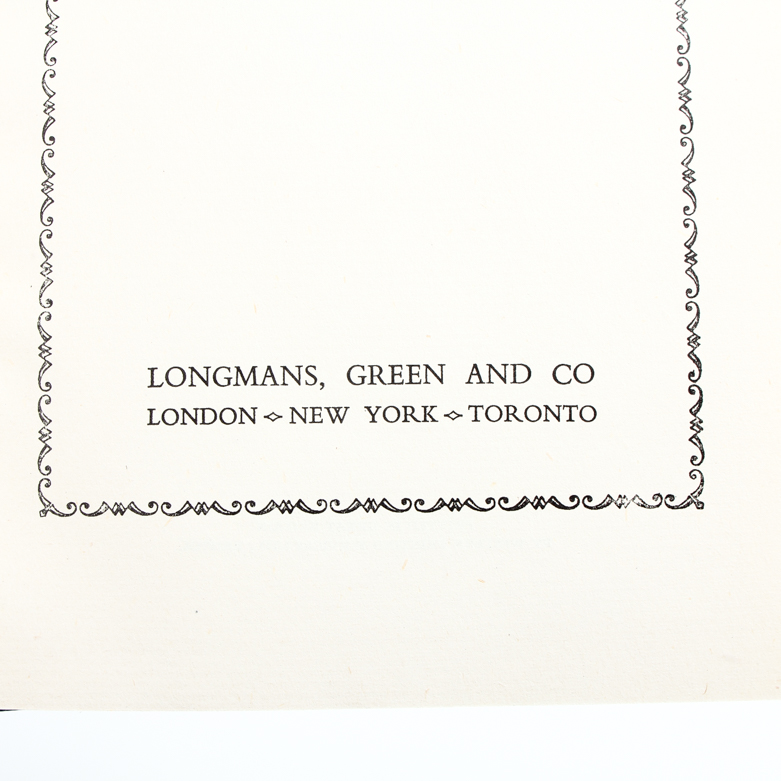 LONGMANS, GREEN AND CO
LONDON ⟡ NEW YORK ⟡ TORONTO